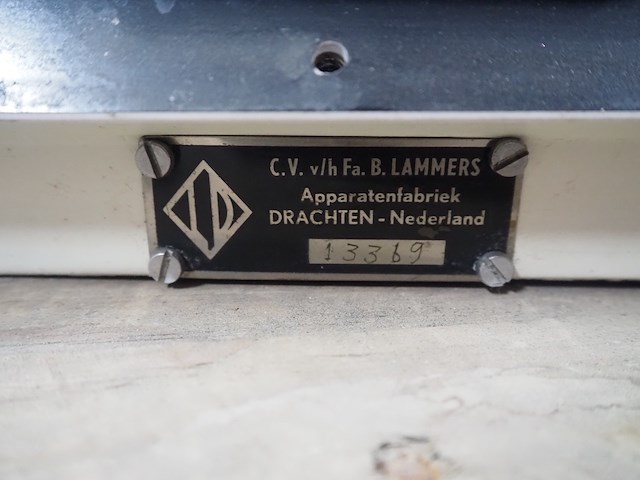 C.V. v/h Fa. B. LAMMERS
Apparatenfabriek
DRACHTEN - Nederland
13369